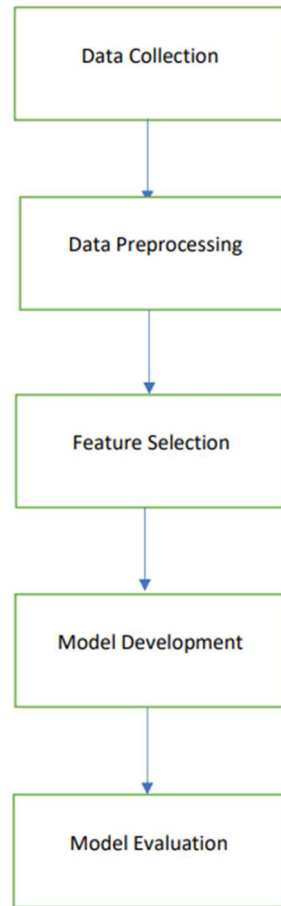 Data Collection
Data Preprocessing
Feature Selection
Model Development
Model Evaluation